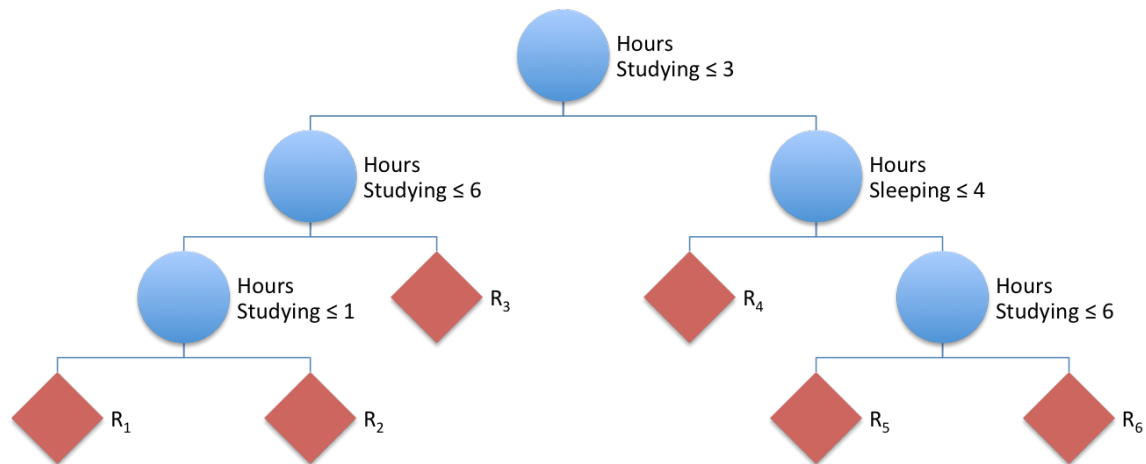 Hours
Studying ≤ 3
Hours
Studying ≤ 6
Hours
Sleeping ≤ 4
Hours
Studying ≤ 1
R₃
R₄
Hours
Studying ≤ 6
R₁
R₂
R₅
R₆